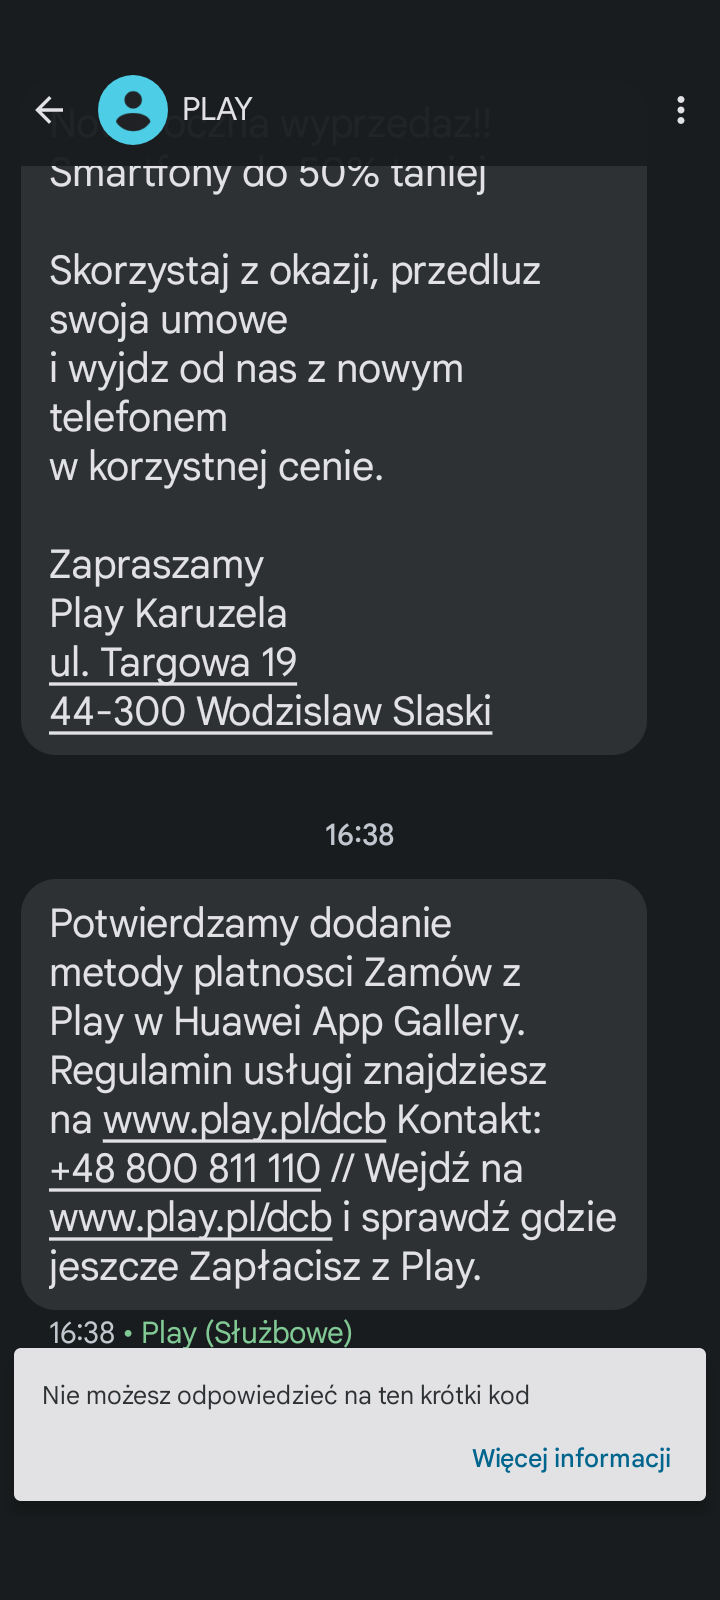 PLAY
wyprzedaz!!
Smartfony do 50% taniej
Skorzystaj z okazji, przedluz
swoja umowe
i wyjdz od nas z nowym
telefonem
w korzystnej cenie.
Zapraszamy
Play Karuzela
ul. Targowa 19
44-300 Wodzislaw Slaski
16:38
Potwierdzamy dodanie
metody platnosci Zamów z
Play w Huawei App Gallery.
Regulamin usługi znajdziesz
na www.play.pl/dcb Kontakt:
+48 800 811 110 // Wejdź na
www.play.pl/dcb i sprawdź gdzie
jeszcze Zapłacisz z Play.
16:38 • Play (Służbowe)
Nie możesz odpowiedzieć na ten krótki kod
Więcej informacji